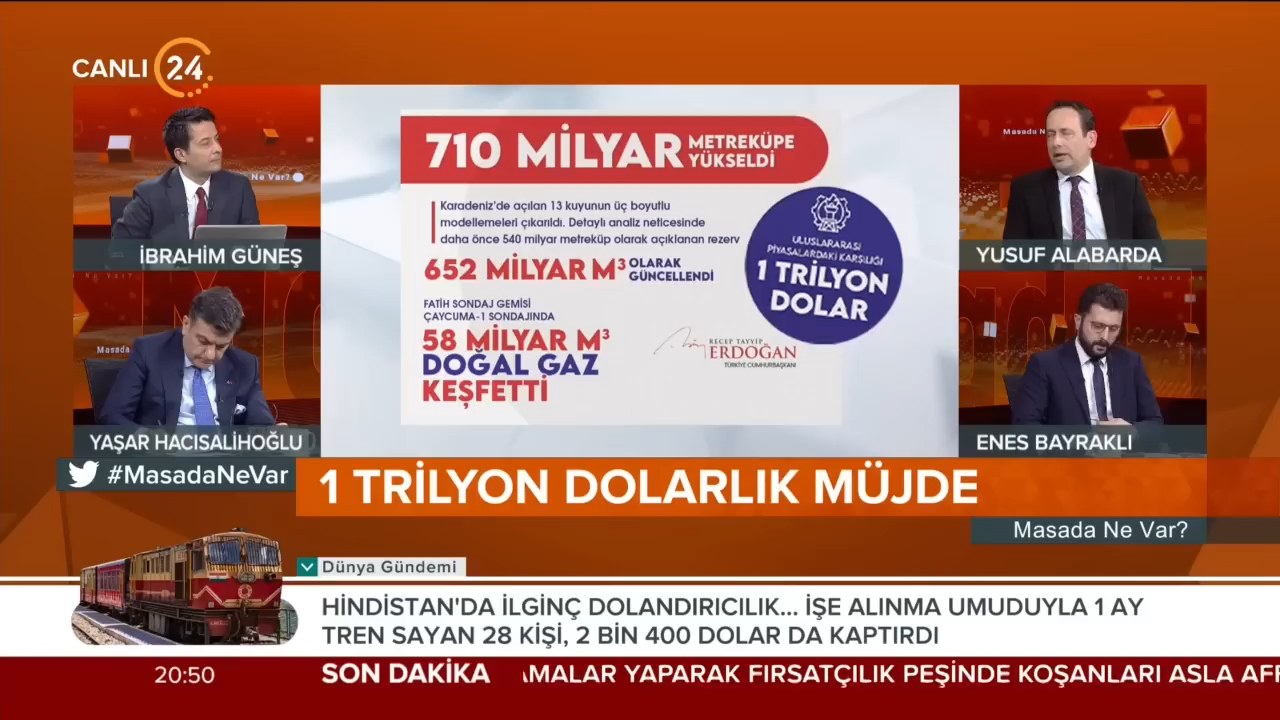 CANLI 24
710 MİLYAR METREKÜPE YÜKSELDİ
Karadeniz'de açılan 13 kuyunun üç boyutlu
modellemeleri çıkarıldı. Detaylı analiz neticesinde
daha önce 540 milyar metreküp olarak açıklanan rezerv
652 MİLYAR M³ OLARAK GÜNCELLENDİ
FATİH SONDAJ GEMİSİ
ÇAYCUMA-1 SONDAJINDA
58 MİLYAR M³
DOĞAL GAZ
KEŞFETTİ
ULUSLARARASI
PİYASALARDAKİ KARŞILIĞI
1 TRİLYON
DOLAR
RECEP TAYYİP
ERDOĞAN
TÜRKİYE CUMHURBAŞKANI
Ne Var?
İBRAHİM GÜNEŞ
Masada Ne
YUSUF ALABARDA
Masada
YAŞAR HACISALİHOĞLU
ENES BAYRAKLI
#MasadaNeVar
1 TRİLYON DOLARLIK MÜJDE
Masada Ne Var?
Dünya Gündemi
HİNDİSTAN'DA İLGİNÇ DOLANDIRICILIK... İŞE ALINMA UMUDUYLA 1 AY
TREN SAYAN 28 KİŞİ, 2 BİN 400 DOLAR DA KAPTIRDI
20:50
SON DAKİKA
AMALAR YAPARAK FIRSATÇILIK PEŞİNDE KOŞANLARI ASLA AFF